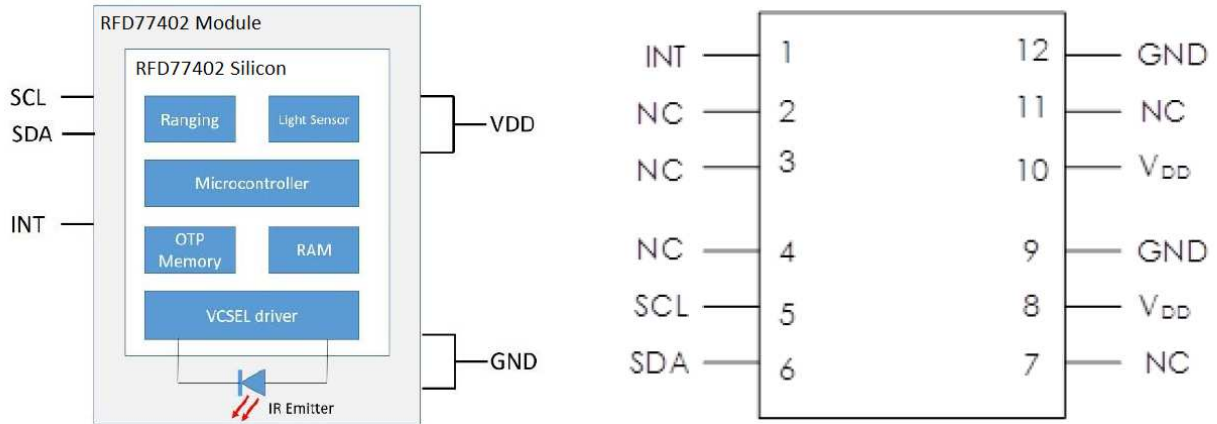 RFD77402 Module
RFD77402 Silicon
SCL
SDA
INT
Ranging
Light Sensor
Microcontroller
OTP
Memory
RAM
VCSEL driver
IR Emitter
VDD
GND
INT 1 12 GND
NC 2 11 NC
NC 3 10 VDD
NC 4 9 GND
SCL 5 8 VDD
SDA 6 7 NC